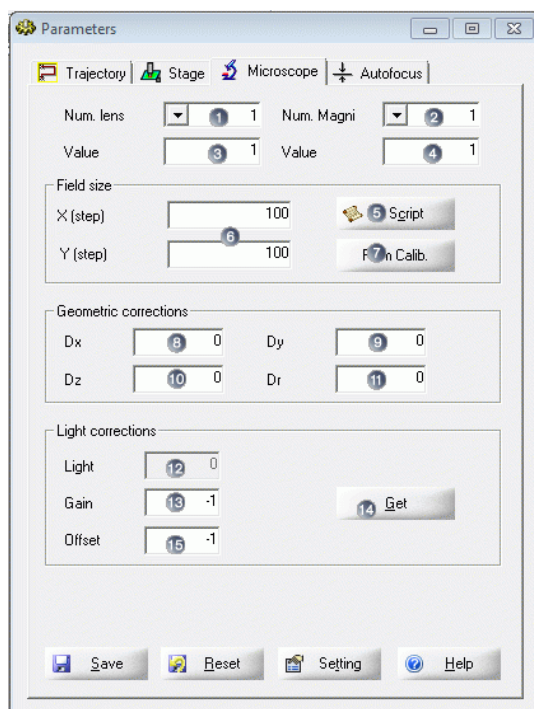 Parameters
Trajectory Stage Microscope Autofocus
Num. lens 1 1 Num. Magni 2 1
Value 3 1 Value 4 1
Field size
X (step) 100 5 Script
6
Y (step) 100 7 Calib.
Geometric corrections
Dx 8 0 Dy 9 0
Dz 10 0 Dr 11 0
Light corrections
Light 12 0
Gain 13 -1 14 Get
Offset 15 -1
Save Reset Setting Help